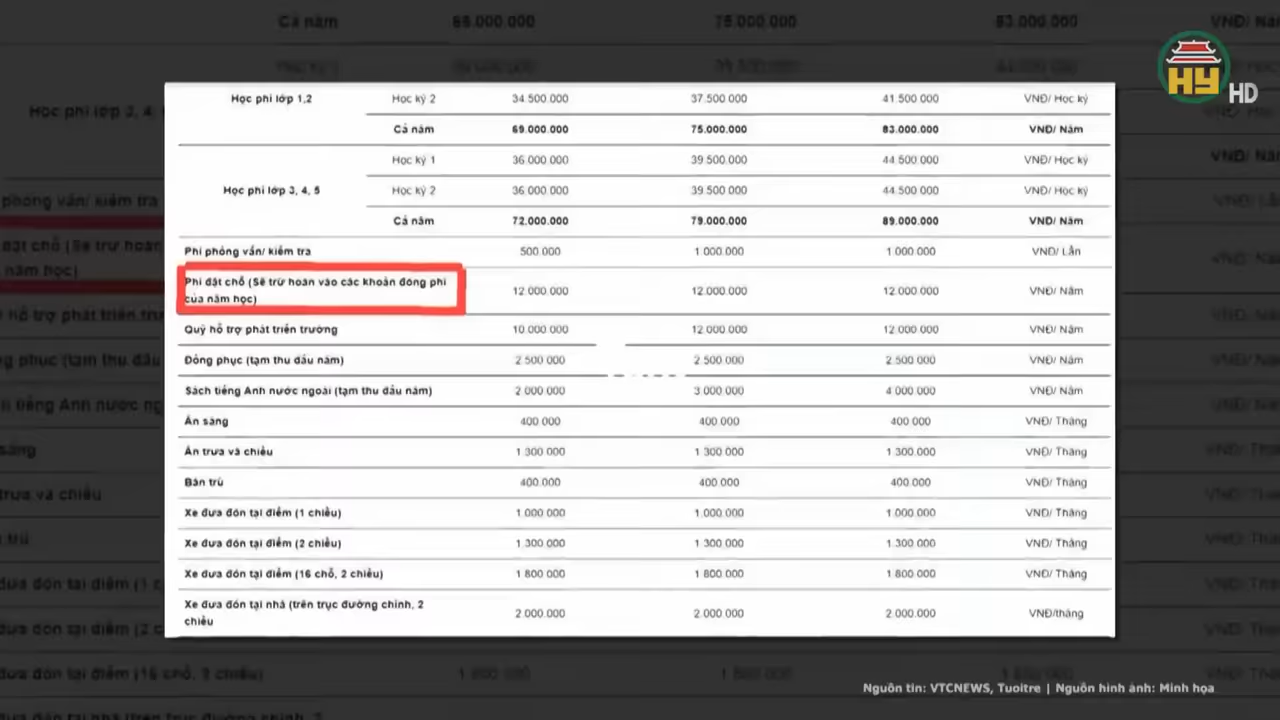 Cả năm 69.000.000 75.000.000 83.000.000 VNĐ/ Năm
HY HD
Học phí lớp 1,2 Học kỳ 2 34 500.000 37.500 000 41 500 000 VNĐ/ Học kỳ
Cả năm 69.000.000 75.000.000 83.000.000 VNĐ/ Năm
Học kỳ 1 36 000.000 39 500 000 44.500 000 VNĐ/ Học kỳ
Học phí lớp 3, 4, 5 Học kỳ 2 36 000.000 39.500 000 44 500 000 VNĐ/ Học kỳ
Cả năm 72.000.000 79.000.000 89.000.000 VNĐ/ Năm
Phí phỏng vấn/ kiểm tra 500 000 1.000 000 1 000 000 VNĐ/ Lần
Phí đặt chỗ (Sẽ trừ hoàn vào các khoản đóng phí
của năm học) 12 000.000 12.000 000 12 000 000 VNĐ/ Năm
Quỹ hỗ trợ phát triển trường 10 000.000 12 000 000 12 000 000 VNĐ/ Năm
Đồng phục (tạm thu đầu năm) 2 500 000 2 500 000 2 500 000 VNĐ/ Năm
Sách tiếng Anh nước ngoài (tạm thu đầu năm) 2 000 000 3 000 000 4 000 000 VNĐ/ Năm
Ăn sáng 400 000 400 000 400 000 VNĐ/ Tháng
Ăn trưa và chiều 1 300 000 1 300 000 1 300 000 VNĐ/ Tháng
Bán trú 400.000 400 000 400 000 VNĐ/ Tháng
Xe đưa đón tại điểm (1 chiều) 1 000 000 1 000 000 1 000 000 VNĐ/ Tháng
Xe đưa đón tại điểm (2 chiều) 1 300 000 1 300 000 1 300 000 VNĐ/ Tháng
Xe đưa đón tại điểm (16 chỗ, 2 chiều) 1 800 000 1 800 000 1 800 000 VNĐ/ Tháng
Xe đưa đón tại nhà (trên trục đường chính, 2
chiều 2 000 000 2 000 000 2 000 000 VNĐ/tháng
Nguồn tin: VTCNEWS, Tuoitre | Nguồn hình ảnh: Minh họa